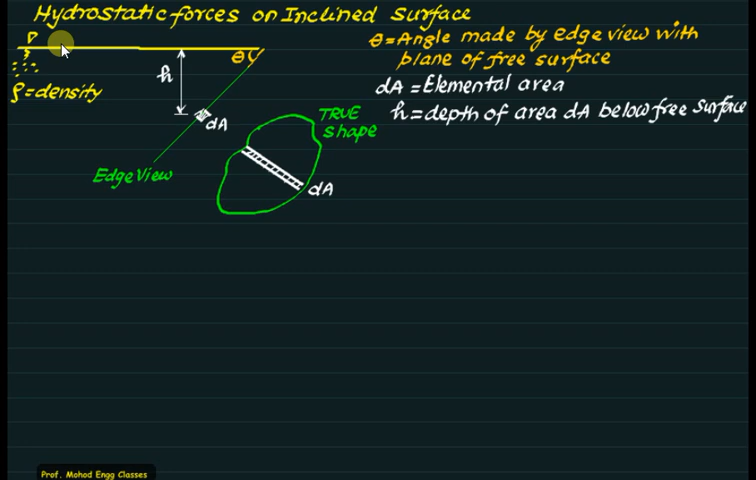 Hydrostatic forces on Inclined Surface
θ = Angle made by edge view with
plane of free surface
θ
h
dA = Elemental area
ρ = density
h = depth of area dA below free surface
dA
TRUE
shape
Edge View
dA
Prof. Mohod Engg Classes